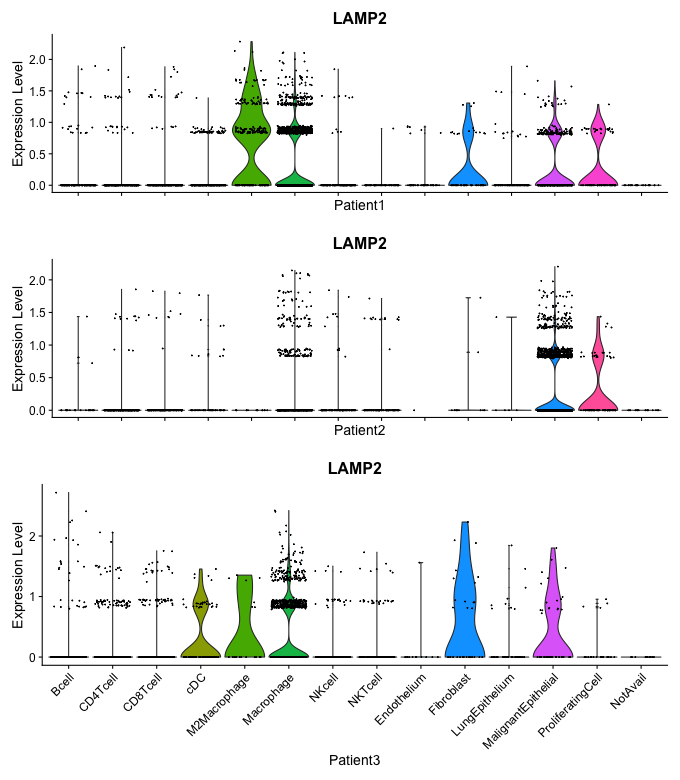 LAMP2
Expression Level
2.0
1.5
1.0
0.5
0.0
Patient1
LAMP2
Expression Level
2.0
1.5
1.0
0.5
0.0
Patient2
LAMP2
Expression Level
2
1
0
Bcell
CD4Tcell
CD8Tcell
cDC
M2Macrophage
Macrophage
NKcell
NKTcell
Endothelium
Fibroblast
LungEpithelium
MalignantEpithelial
ProliferatingCell
NotAvail
Patient3